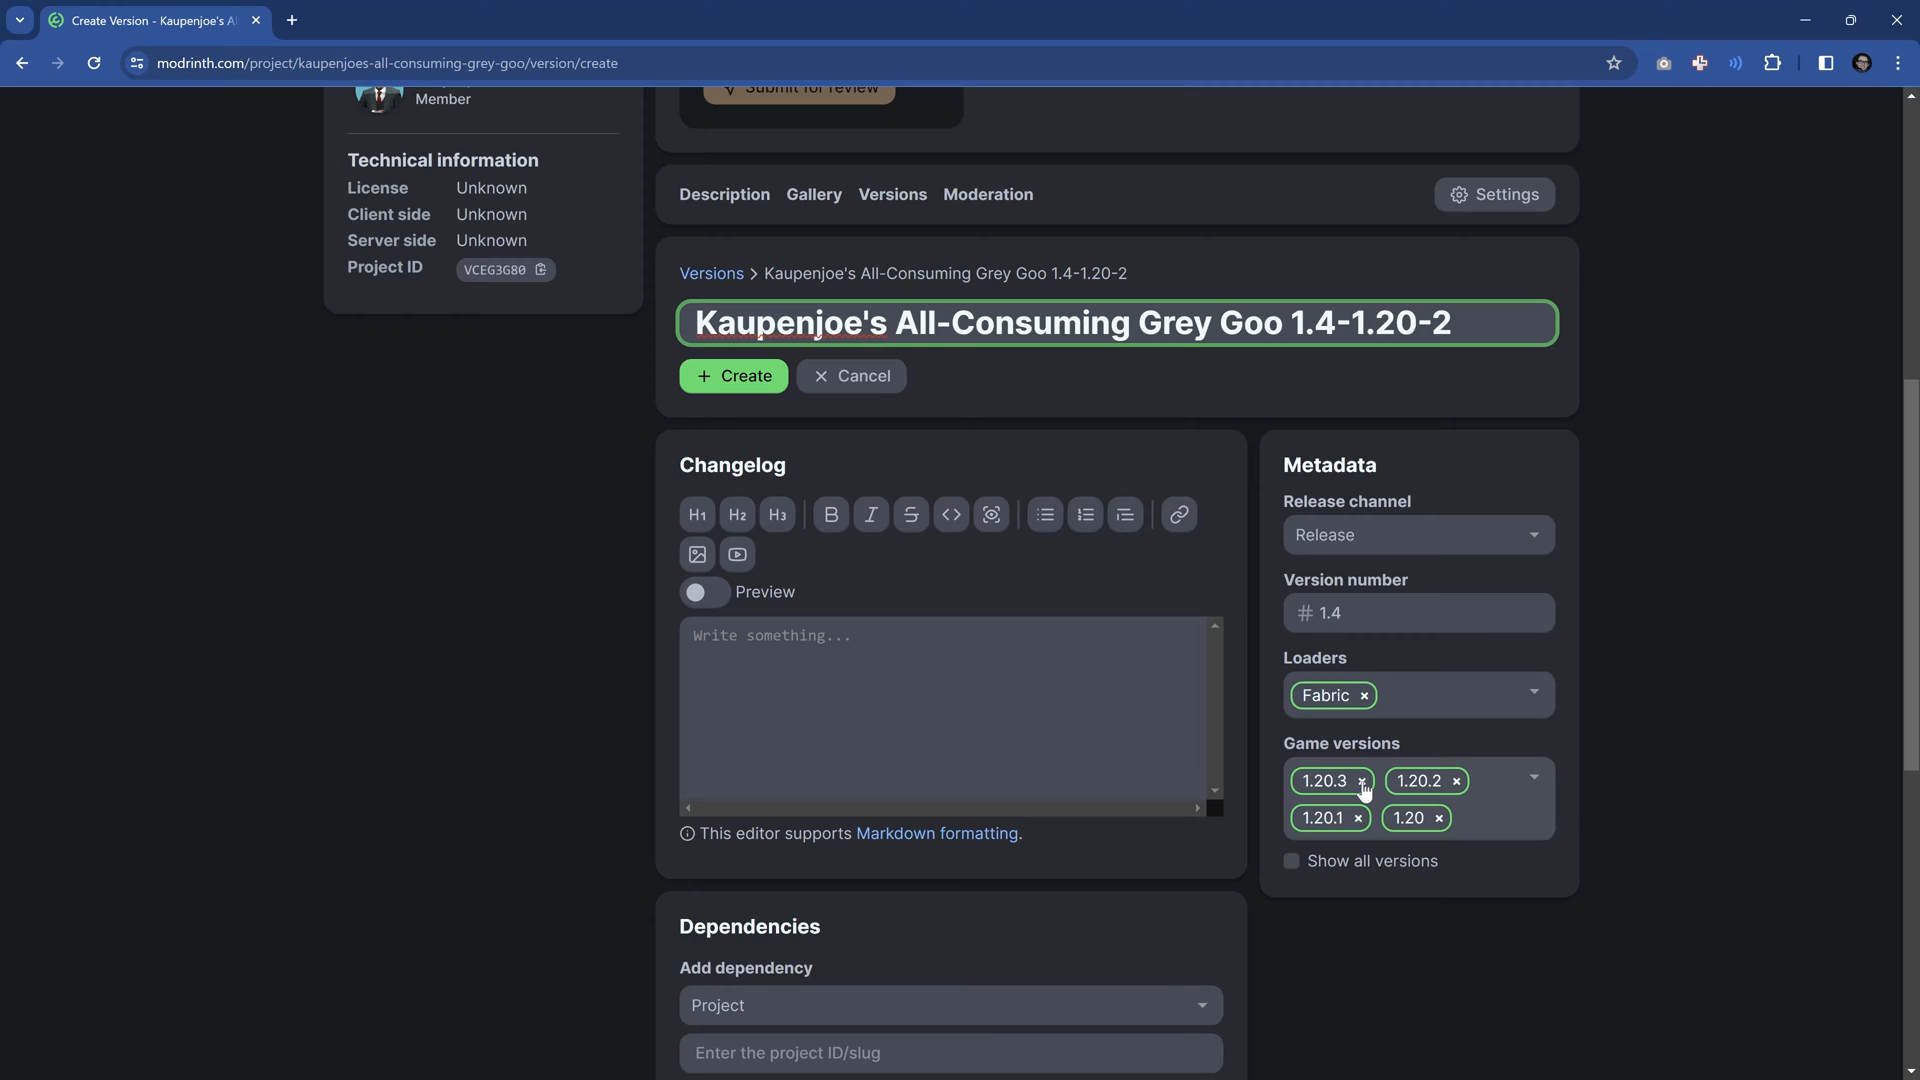 Create Version - Kaupenjoe's Al
modrinth.com/project/kaupenjoes-all-consuming-grey-goo/version/create
Member
Submit for review
Technical information
License Unknown
Client side Unknown
Server side Unknown
Project ID VCEG3G80
Description Gallery Versions Moderation Settings
Versions > Kaupenjoe's All-Consuming Grey Goo 1.4-1.20-2
Kaupenjoe's All-Consuming Grey Goo 1.4-1.20-2
+ Create × Cancel
Changelog
H1 H2 H3 B I S
Preview
Write something...
This editor supports Markdown formatting.
Metadata
Release channel
Release
Version number
# 1.4
Loaders
Fabric ×
Game versions
1.20.3 × 1.20.2 ×
1.20.1 × 1.20 ×
Show all versions
Dependencies
Add dependency
Project
Enter the project ID/slug